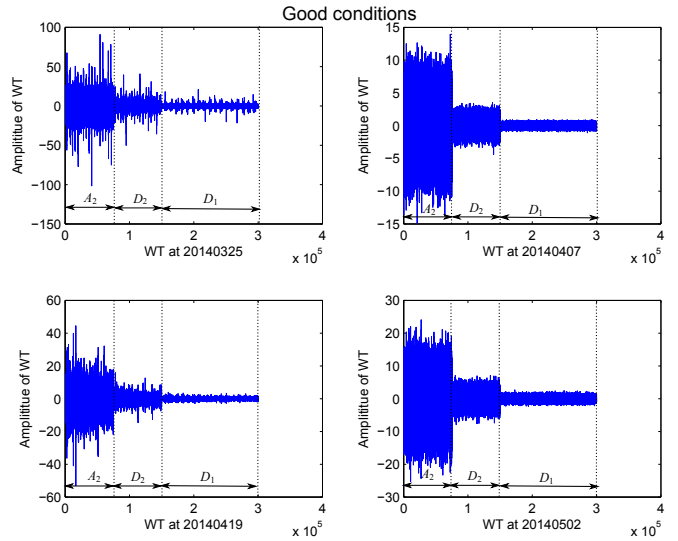 Good conditions
100
50
0
−50
−100
−150
Amplititue of WT
A2 D2 D1
0 1 2 3 4
x 10^5
WT at 20140325
15
10
5
0
−5
−10
−15
Amplititue of WT
A2 D2 D1
0 1 2 3 4
x 10^5
WT at 20140407
60
40
20
0
−20
−40
−60
Amplititue of WT
A2 D2 D1
0 1 2 3 4
x 10^5
WT at 20140419
30
20
10
0
−10
−20
−30
Amplititue of WT
A2 D2 D1
0 1 2 3 4
x 10^5
WT at 20140502